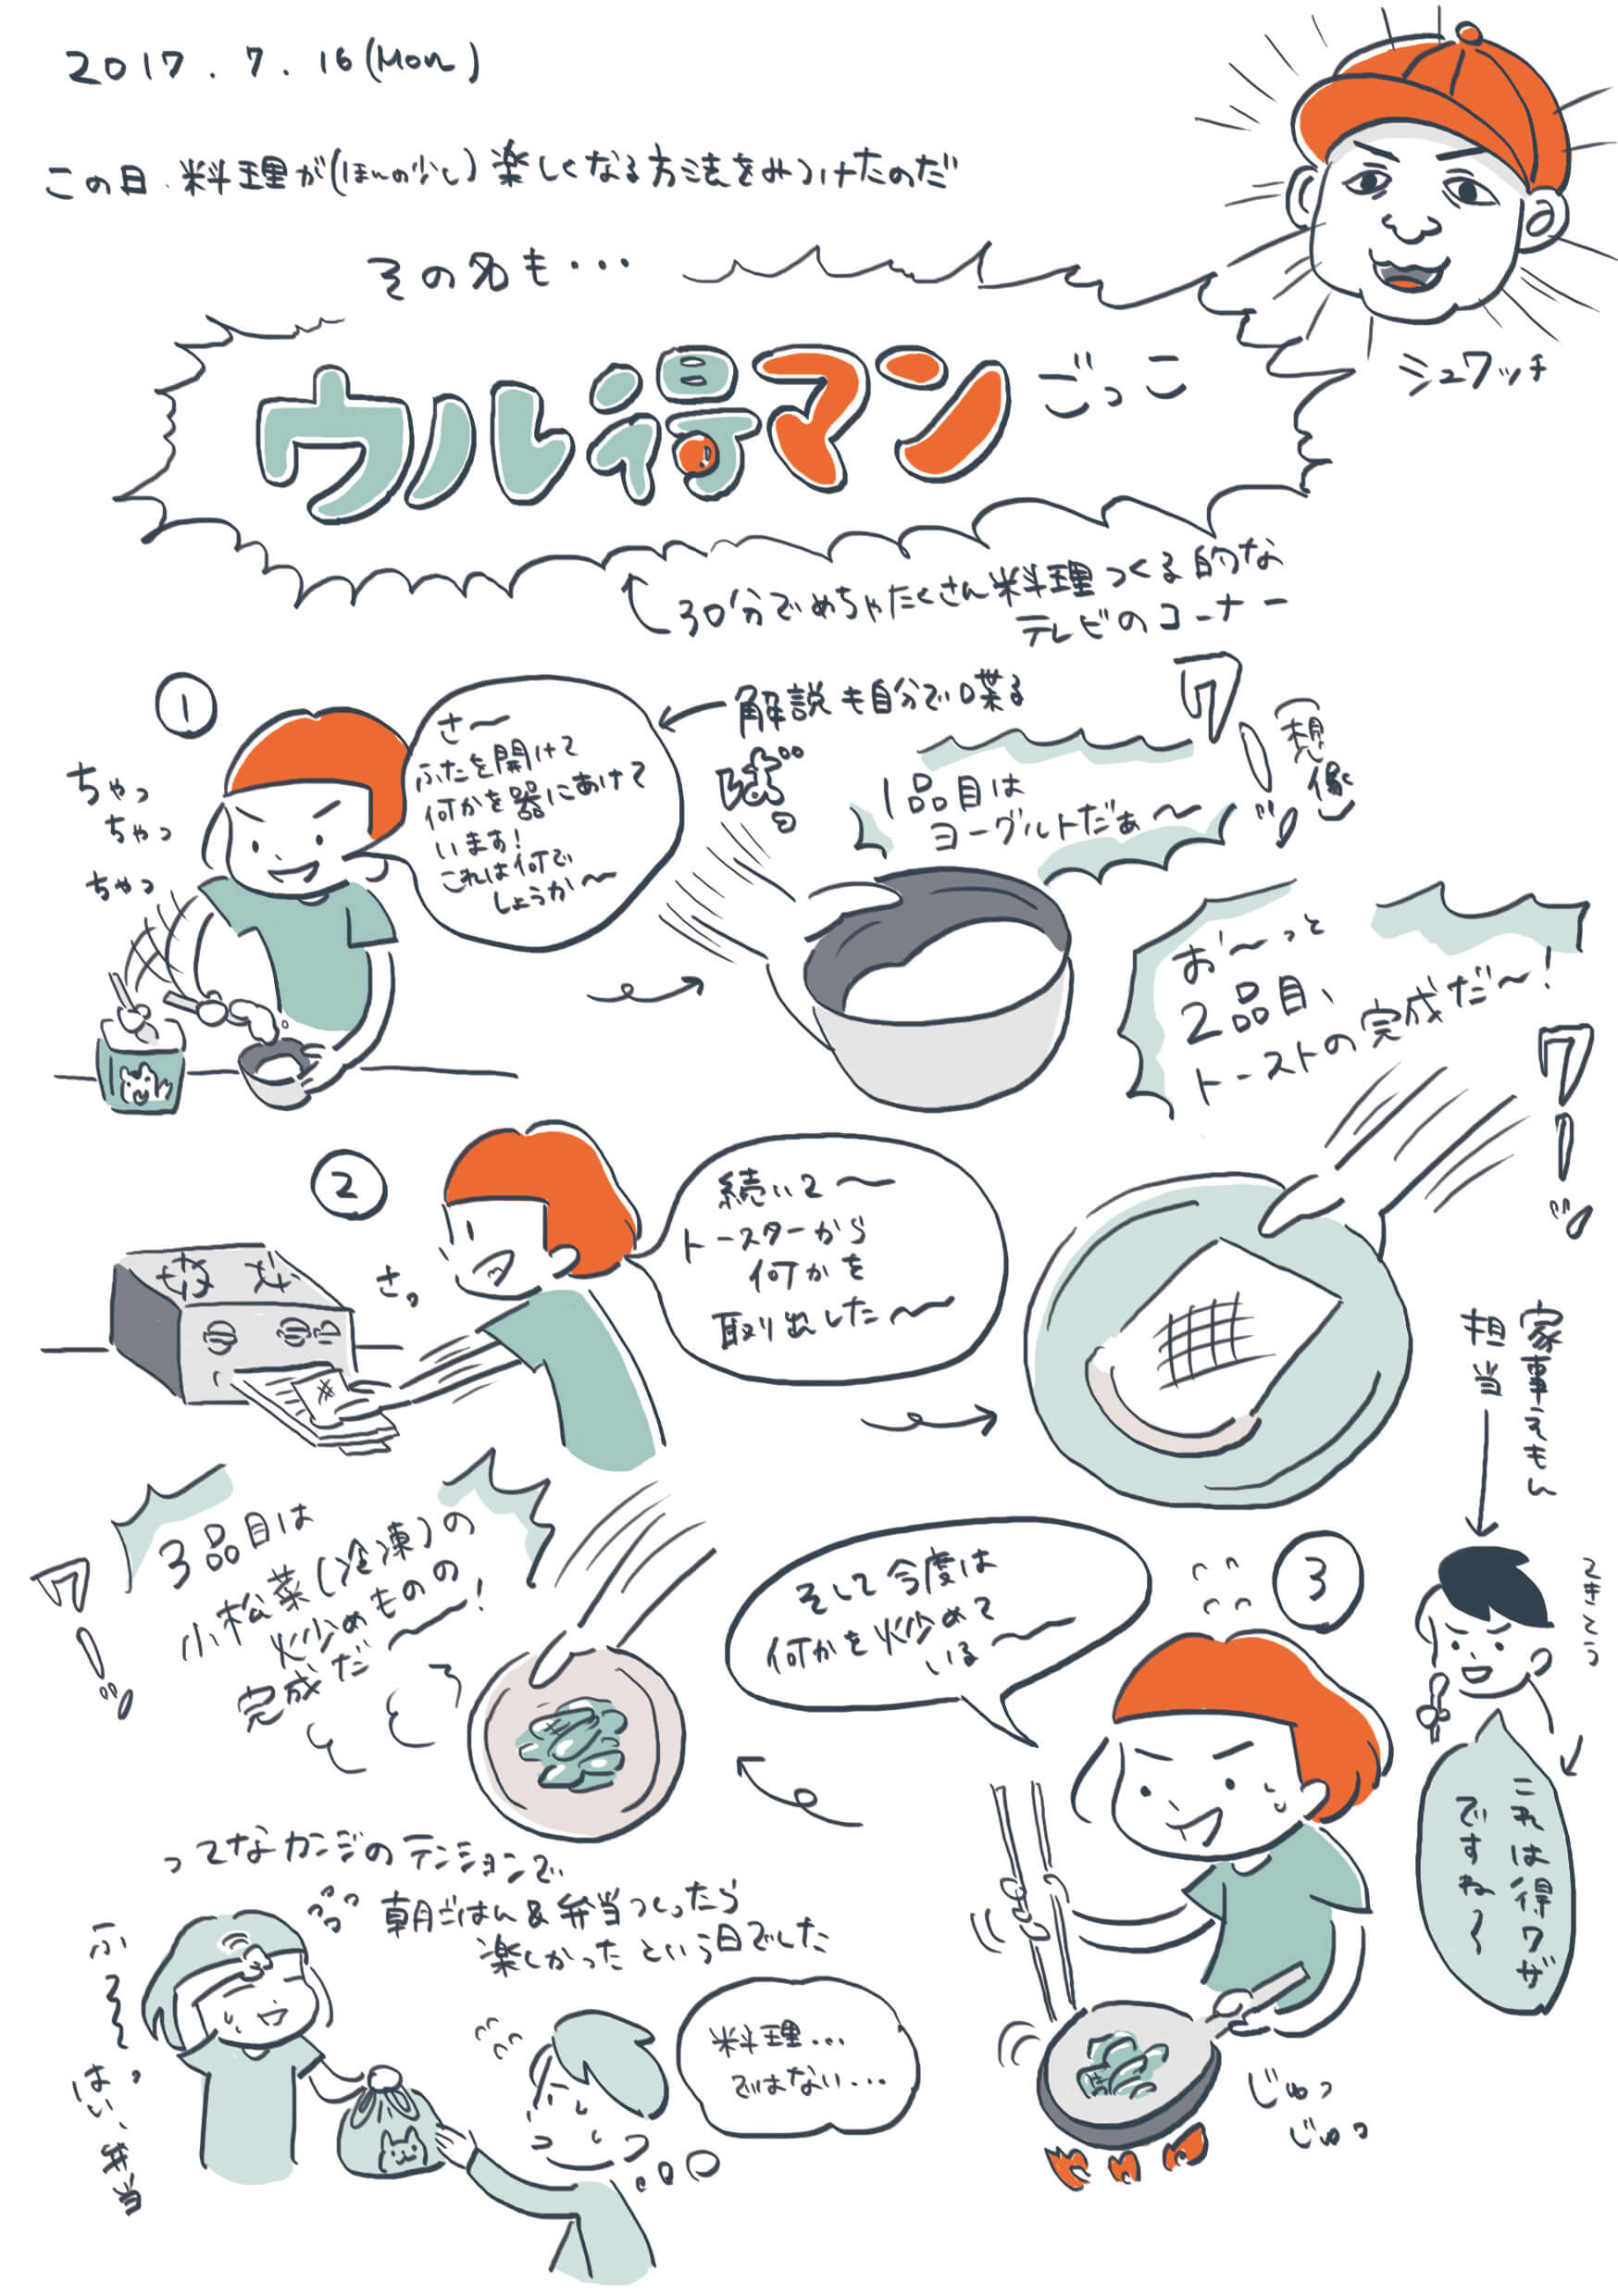 2017.7.16(Mon)
この日、料理が(ほんの少し)楽しくなる方法をみつけたのだ
その名も・・・
ウル得マンごっこ
シュワッチ
30分でめちゃたくさん料理つくる的な
テレビのコーナー
①
ちゃっ
ちゃっ
ちゃっ
さ〜
ふたを開けて
何かを器にあけて
います!
これは何で
しょうか〜
解説も自分で喋る
1品目は
ヨーグルトだぁ〜
ワーッ
(想像)
お〜っと
2品目、
トーストの完成だ〜!
ワーッ
②
さっ
続いて〜
トースターから
何かを
取り出した〜
家事えもん
担当
てきとう
これは得ワザ
ですね〜
③
そして今度は
何かを炒めて
いる〜
じゅっ
じゅっ
3品目は
小松菜(冷凍)の
炒めものの
完成だ〜!
ワーッ
ってなカンジのテンションで
朝ごはん&弁当つくったら
楽しかったという日でした
ふぅ〜っ
はい、弁当
料理...
ではない...